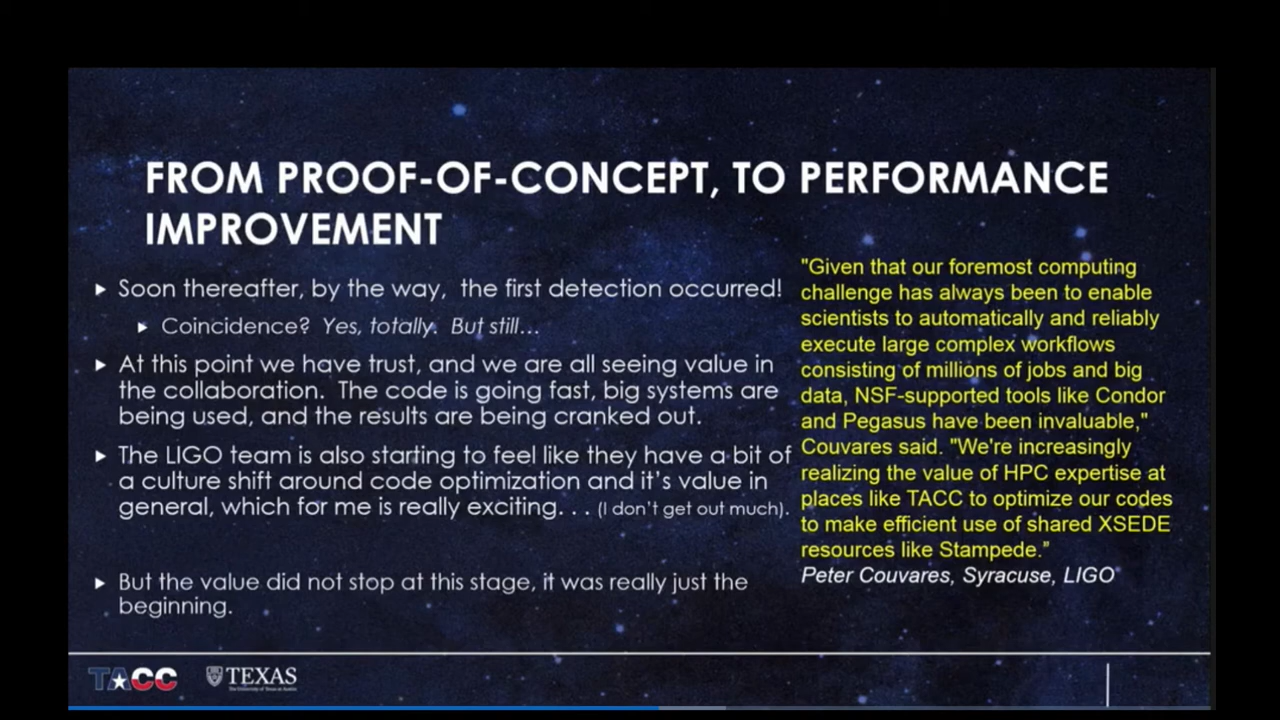 FROM PROOF-OF-CONCEPT, TO PERFORMANCE
IMPROVEMENT
Soon thereafter, by the way, the first detection occurred!
Coincidence? Yes, totally. But still...
At this point we have trust, and we are all seeing value in
the collaboration. The code is going fast, big systems are
being used, and the results are being cranked out.
The LIGO team is also starting to feel like they have a bit of
a culture shift around code optimization and it's value in
general, which for me is really exciting. . . (I don't get out much).
But the value did not stop at this stage, it was really just the
beginning.
"Given that our foremost computing
challenge has always been to enable
scientists to automatically and reliably
execute large complex workflows
consisting of millions of jobs and big
data, NSF-supported tools like Condor
and Pegasus have been invaluable,"
Couvares said. "We're increasingly
realizing the value of HPC expertise at
places like TACC to optimize our codes
to make efficient use of shared XSEDE
resources like Stampede."
Peter Couvares, Syracuse, LIGO
TACC
TEXAS
The University of Texas at Austin